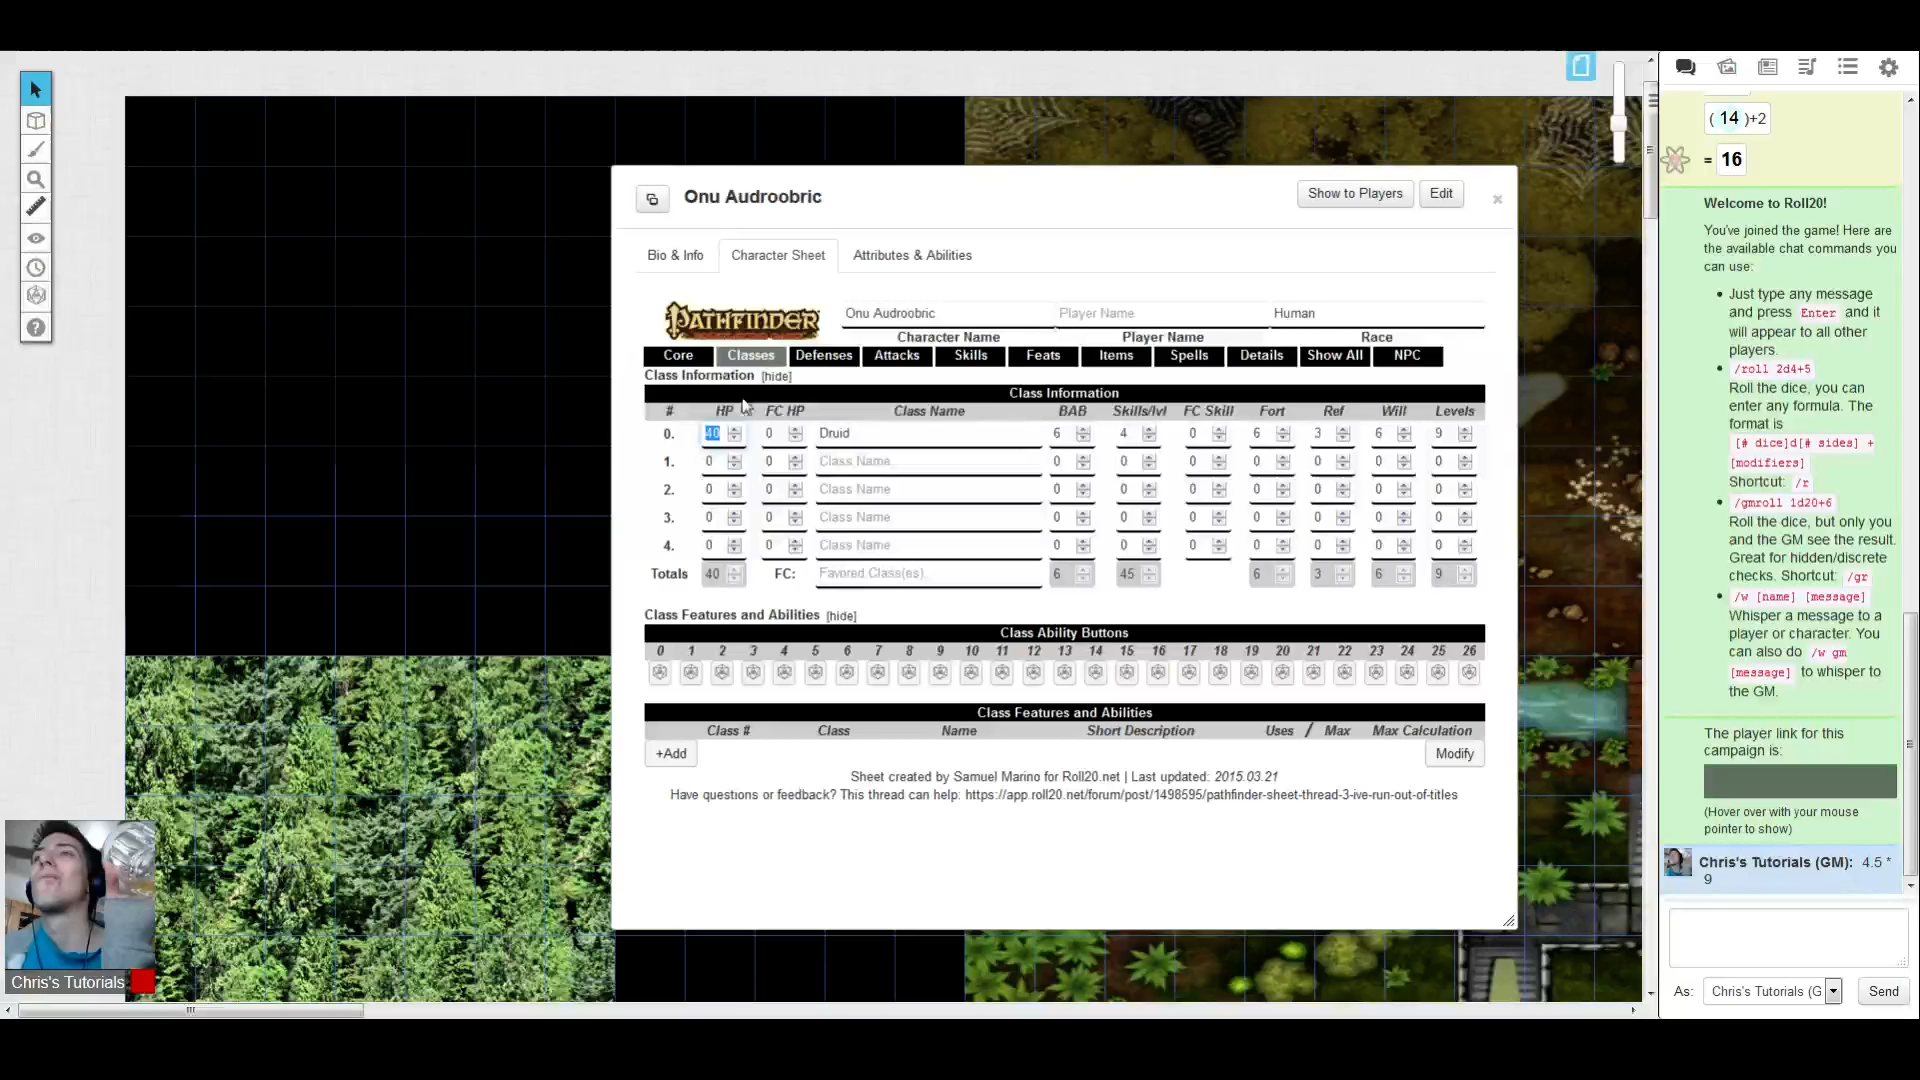 Onu Audroobric
Show to Players
Edit
×
Bio & Info
Character Sheet
Attributes & Abilities
PATHFINDER
Onu Audroobric
Player Name
Human
Character Name
Player Name
Race
Core Classes Defenses Attacks Skills Feats Items Spells Details Show All NPC
Class Information [hide]
Class Information
# HP FC HP Class Name BAB Skills/lvl FC Skill Fort Ref Will Levels
0. 40 0 Druid 6 4 0 6 3 6 9
1. 0 0 Class Name 0 0 0 0 0 0 0
2. 0 0 Class Name 0 0 0 0 0 0 0
3. 0 0 Class Name 0 0 0 0 0 0 0
4. 0 0 Class Name 0 0 0 0 0 0 0
Totals 40 FC: Favored Class(es) 6 45 6 3 6 9
Class Features and Abilities [hide]
Class Ability Buttons
0 1 2 3 4 5 6 7 8 9 10 11 12 13 14 15 16 17 18 19 20 21 22 23 24 25 26
Class Features and Abilities
Class # Class Name Short Description Uses / Max Max Calculation
+Add
Modify
Sheet created by Samuel Marino for Roll20.net | Last updated: 2015.03.21
Have questions or feedback? This thread can help: https://app.roll20.net/forum/post/1498595/pathfinder-sheet-thread-3-ive-run-out-of-titles
Chris's Tutorials
( 14 )+2
= 16
Welcome to Roll20!
You've joined the game! Here are
the available chat commands you
can use:
Just type any message
and press Enter and it
will appear to all other
players.
/roll 2d4+5
Roll the dice, you can
enter any formula. The
format is
[# dice]d[# sides] +
[modifiers]
Shortcut: /r
/gmroll 1d20+6
Roll the dice, but only you
and the GM see the result.
Great for hidden/discrete
checks. Shortcut: /gr
/w [name] [message]
Whisper a message to a
player or character. You
can also do /w gm
[message] to whisper to
the GM.
The player link for this
campaign is:
(Hover over with your mouse
pointer to show)
Chris's Tutorials (GM): 4.5 *
9
As: Chris's Tutorials (G
Send